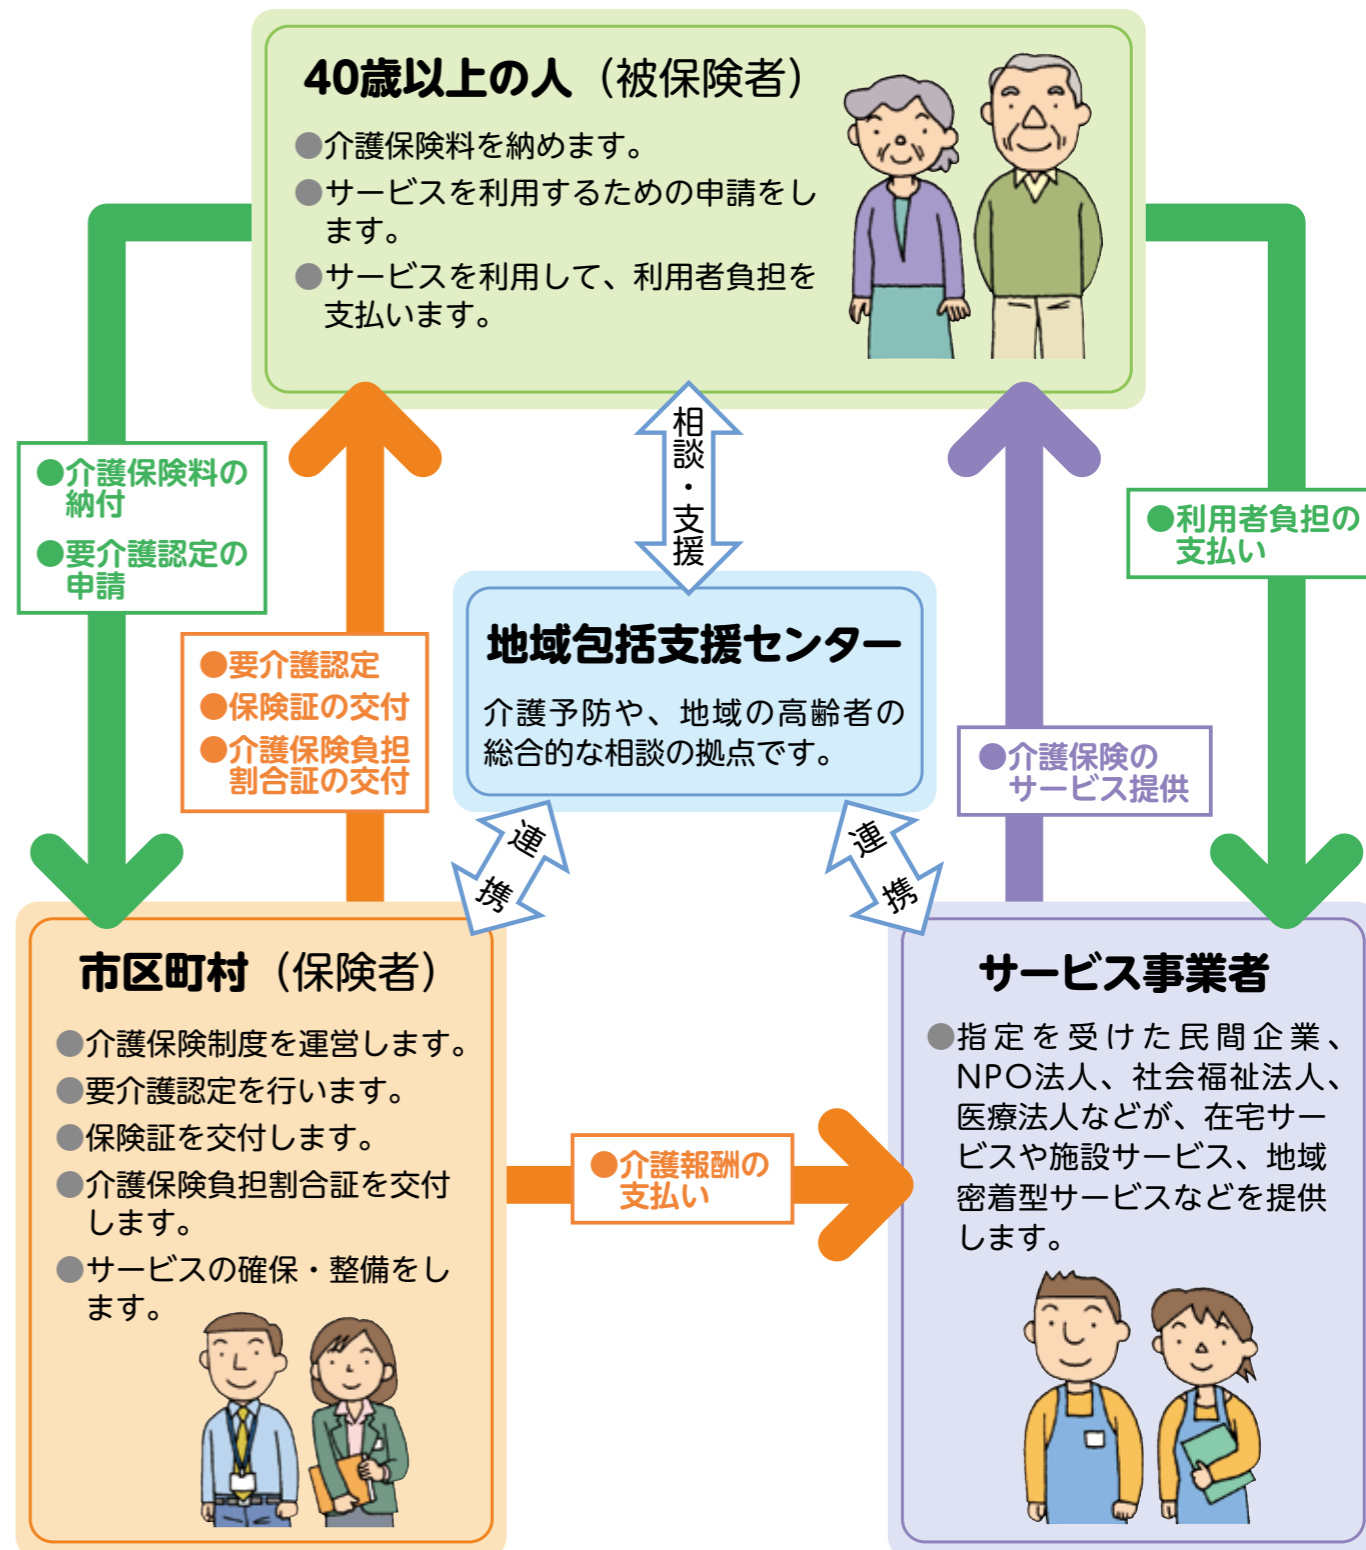 40歳以上の人（被保険者）
●介護保険料を納めます。
●サービスを利用するための申請をし
ます。
●サービスを利用して、利用者負担を
支払います。
●介護保険料の
納付
●要介護認定の
申請
相談・支援
●利用者負担の
支払い
●要介護認定
●保険証の交付
●介護保険負担
割合証の交付
地域包括支援センター
介護予防や、地域の高齢者の
総合的な相談の拠点です。
●介護保険の
サービス提供
連携
連携
市区町村（保険者）
●介護保険制度を運営します。
●要介護認定を行います。
●保険証を交付します。
●介護保険負担割合証を交付
します。
●サービスの確保・整備をし
ます。
●介護報酬の
支払い
サービス事業者
●指定を受けた民間企業、
NPO法人、社会福祉法人、
医療法人などが、在宅サー
ビスや施設サービス、地域
密着型サービスなどを提供
します。